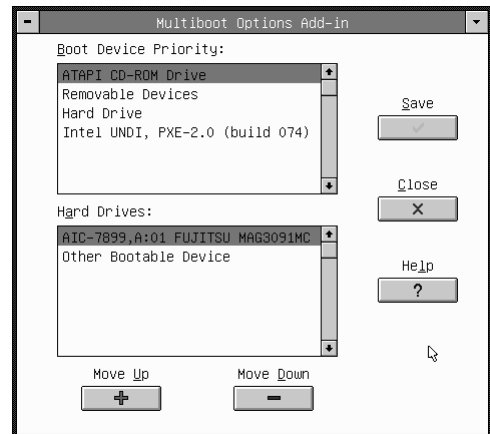 Multiboot Options Add-in
Boot Device Priority:
ATAPI CD-ROM Drive
Removable Devices
Hard Drive
Intel UNDI, PXE-2.0 (build 074)
Save
Close
X
Hard Drives:
AIC-7899,A:01 FUJITSU MAG3091MC
Other Bootable Device
Help
?
Move Up
Move Down